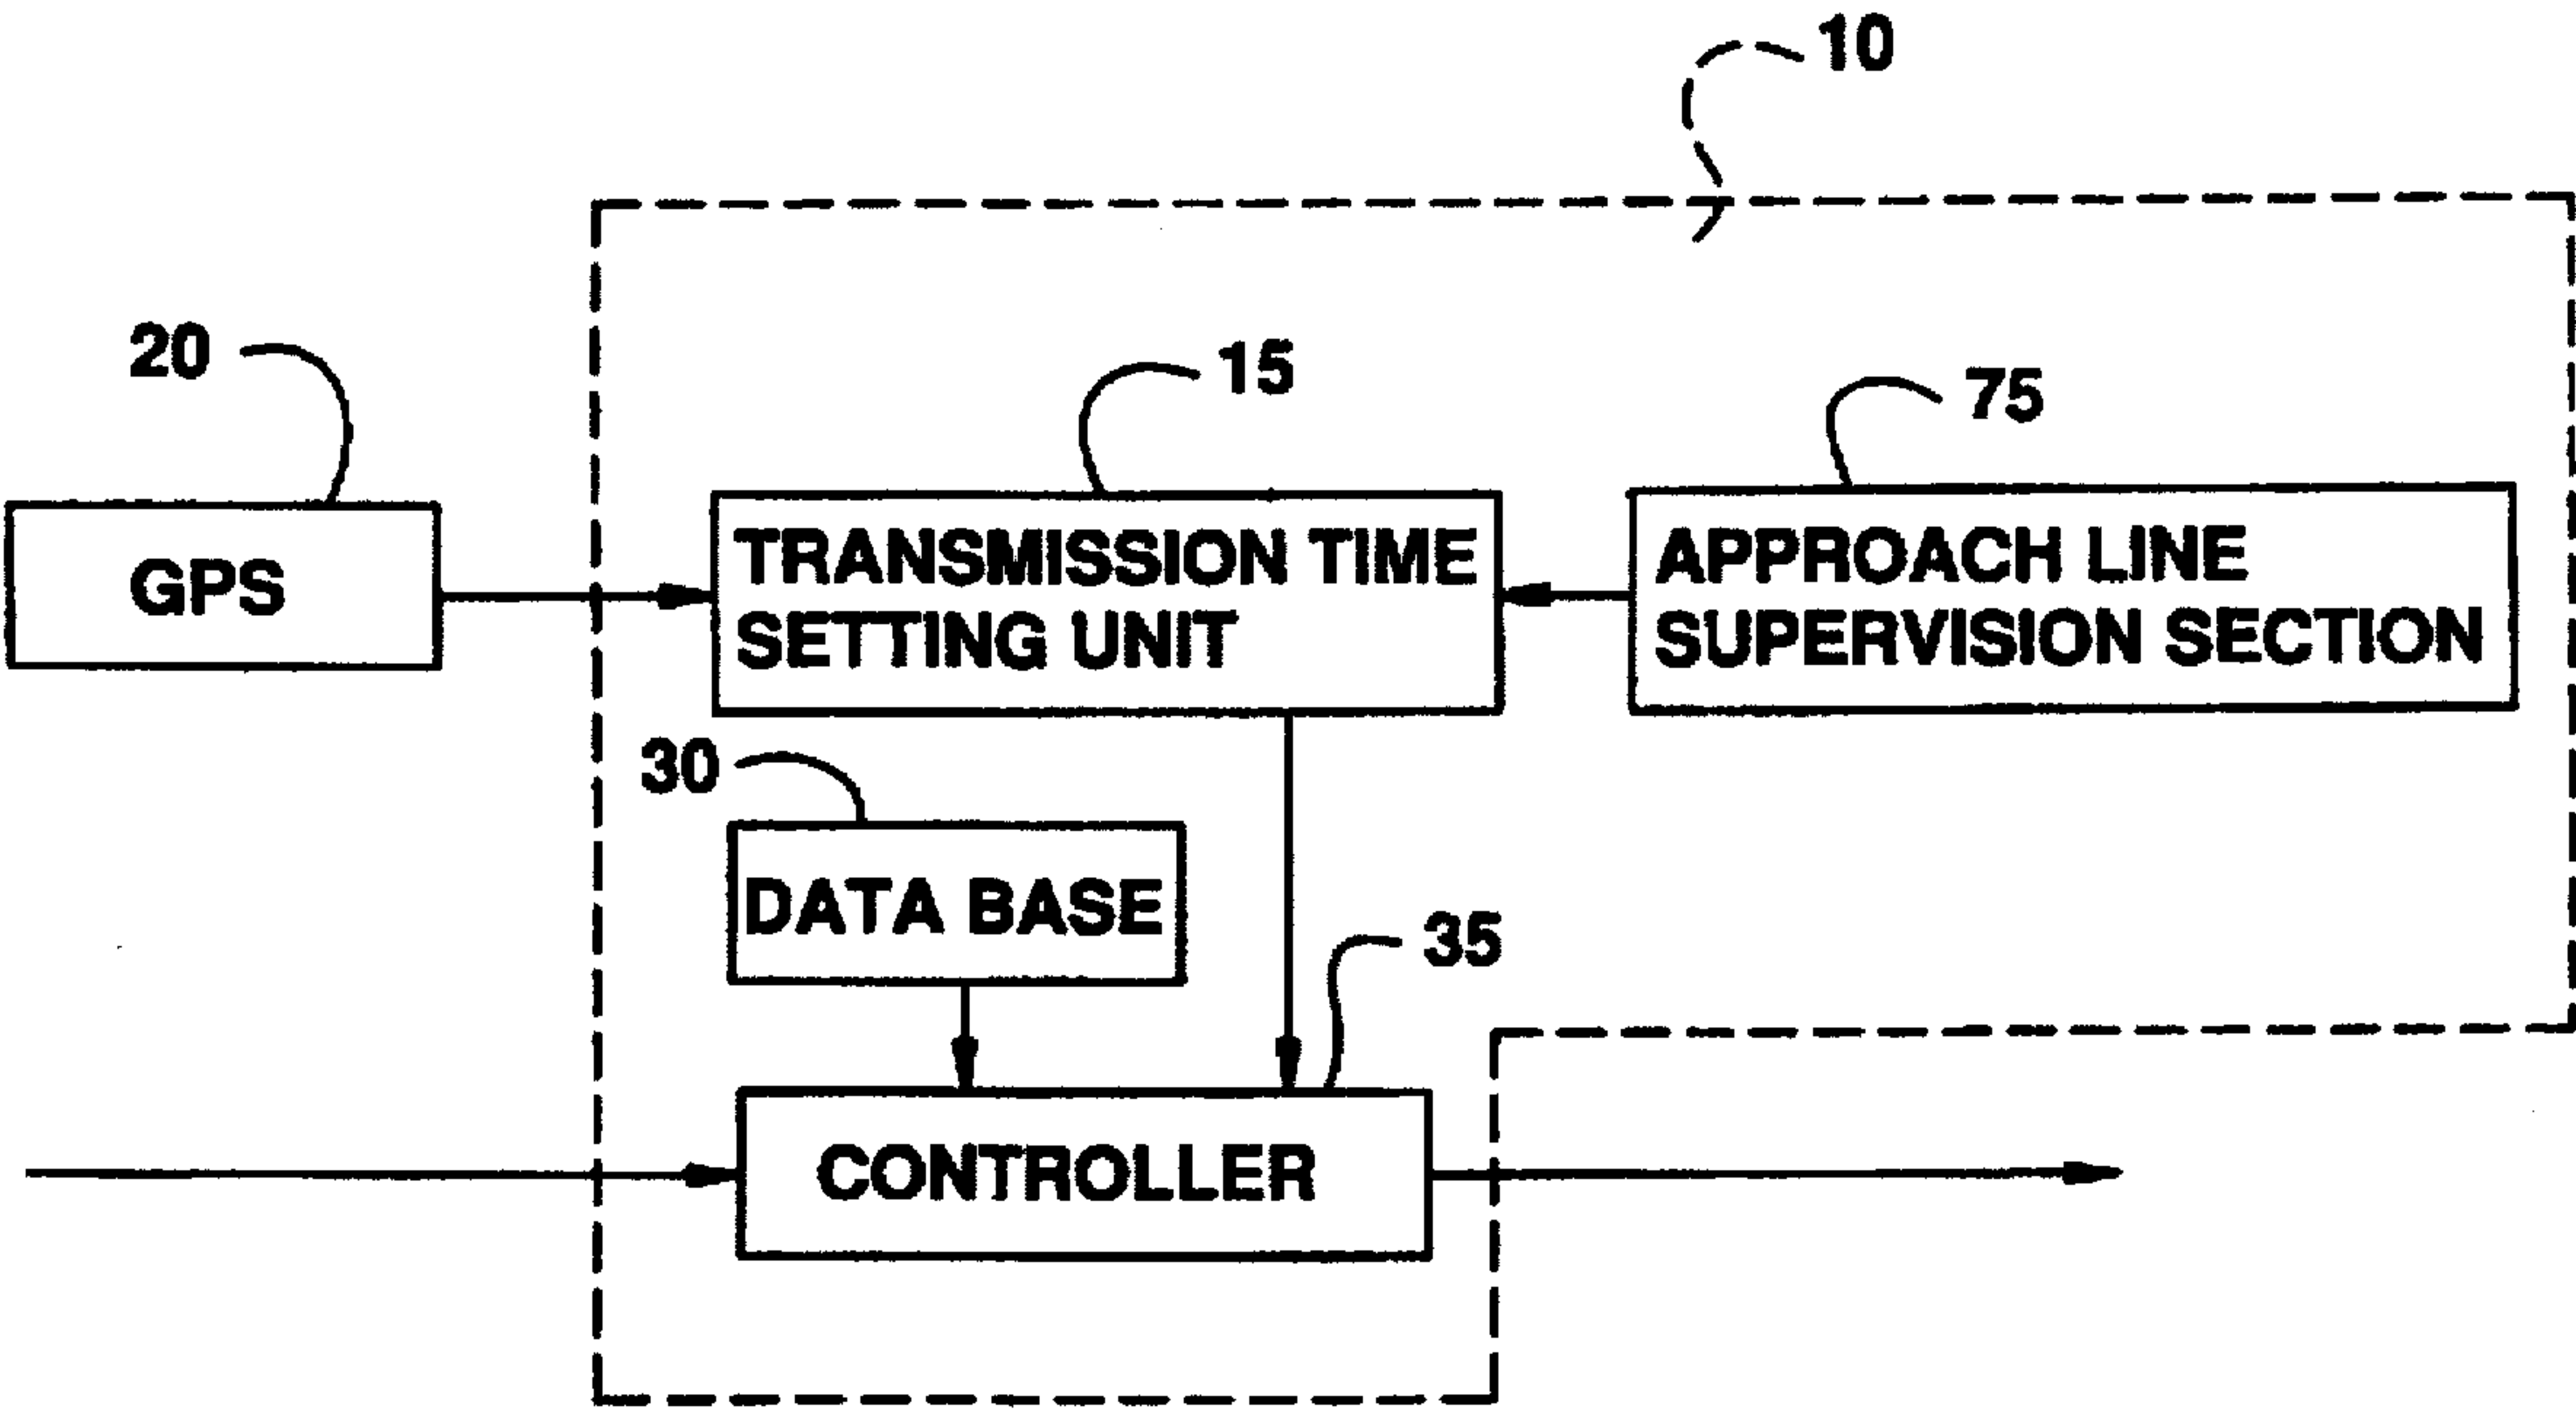 10
20
15
75
GPS
TRANSMISSION TIME
SETTING UNIT
APPROACH LINE
SUPERVISION SECTION
30
DATA BASE
35
CONTROLLER